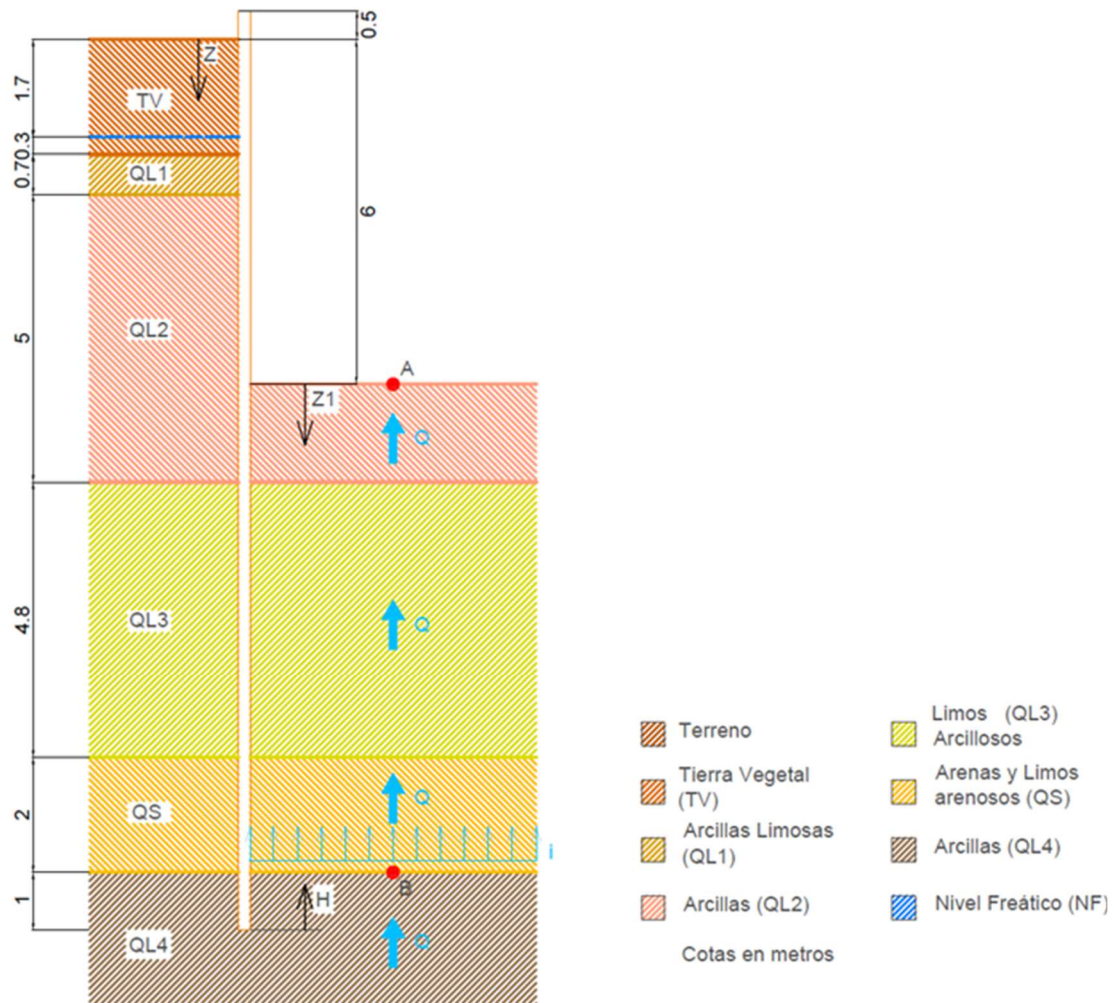 0.5
Z
1.7
TV
0.3
0.7
QL1
6
5
QL2
A
Z1
Q
4.8
QL3
Q
QS
2
Q
i
B
1
H
QL4
Q
Terreno
Tierra Vegetal
(TV)
Arcillas Limosas
(QL1)
Arcillas (QL2)
Cotas en metros
Limos (QL3)
Arcillosos
Arenas y Limos
arenosos (QS)
Arcillas (QL4)
Nivel Freático (NF)